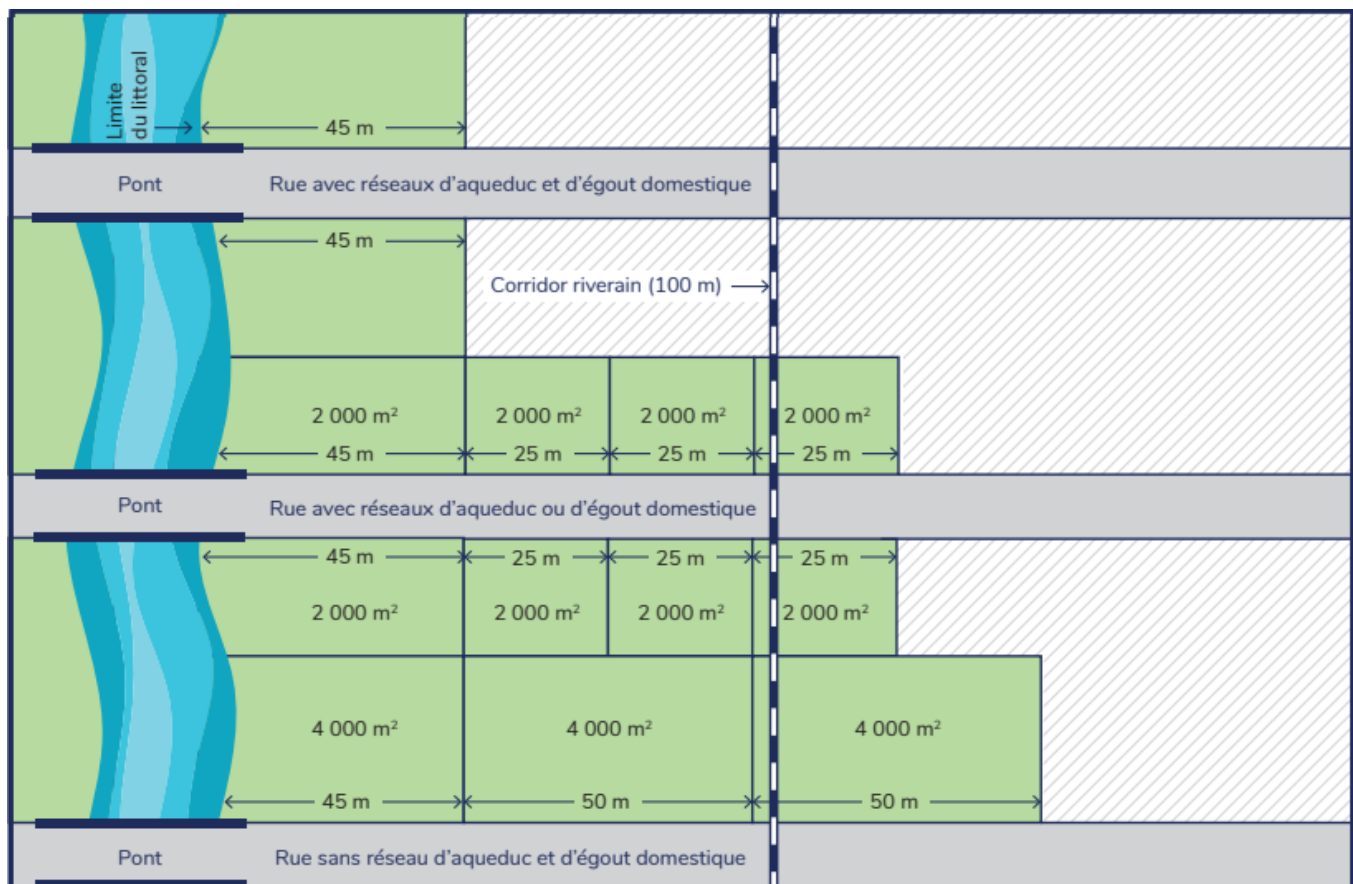 Limite
du littoral
45 m
Pont
Rue avec réseaux d'aqueduc et d'égout domestique
45 m
Corridor riverain (100 m)
2 000 m²
2 000 m²
2 000 m²
2 000 m²
45 m
25 m
25 m
25 m
Pont
Rue avec réseaux d'aqueduc ou d'égout domestique
45 m
25 m
25 m
25 m
2 000 m²
2 000 m²
2 000 m²
2 000 m²
4 000 m²
4 000 m²
4 000 m²
45 m
50 m
50 m
Pont
Rue sans réseau d'aqueduc et d'égout domestique